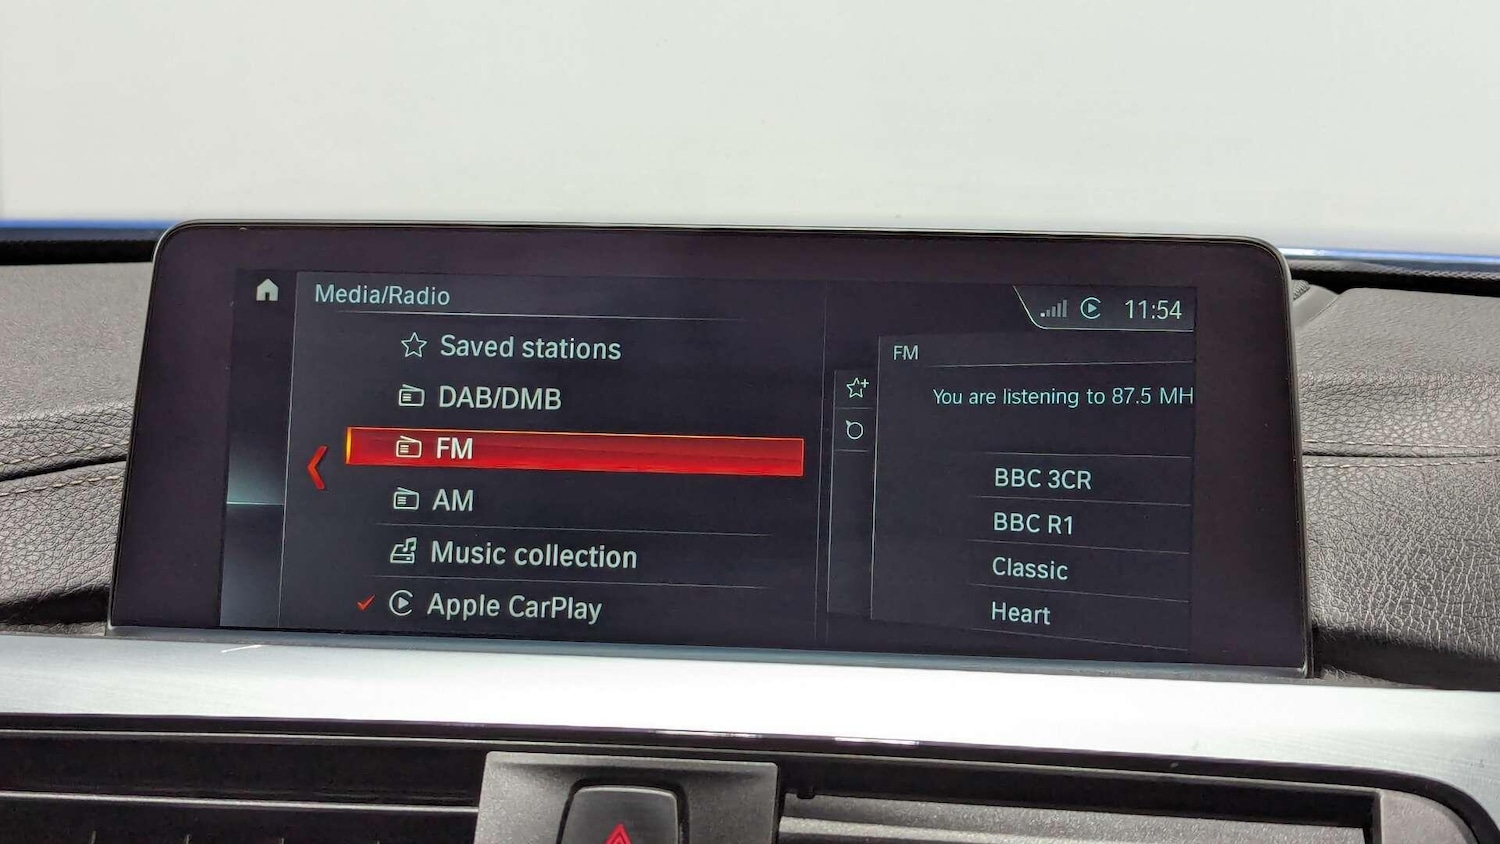 Media/Radio
11:54
Saved stations
DAB/DMB
FM
AM
Music collection
Apple CarPlay
FM
You are listening to 87.5 MH
BBC 3CR
BBC R1
Classic
Heart